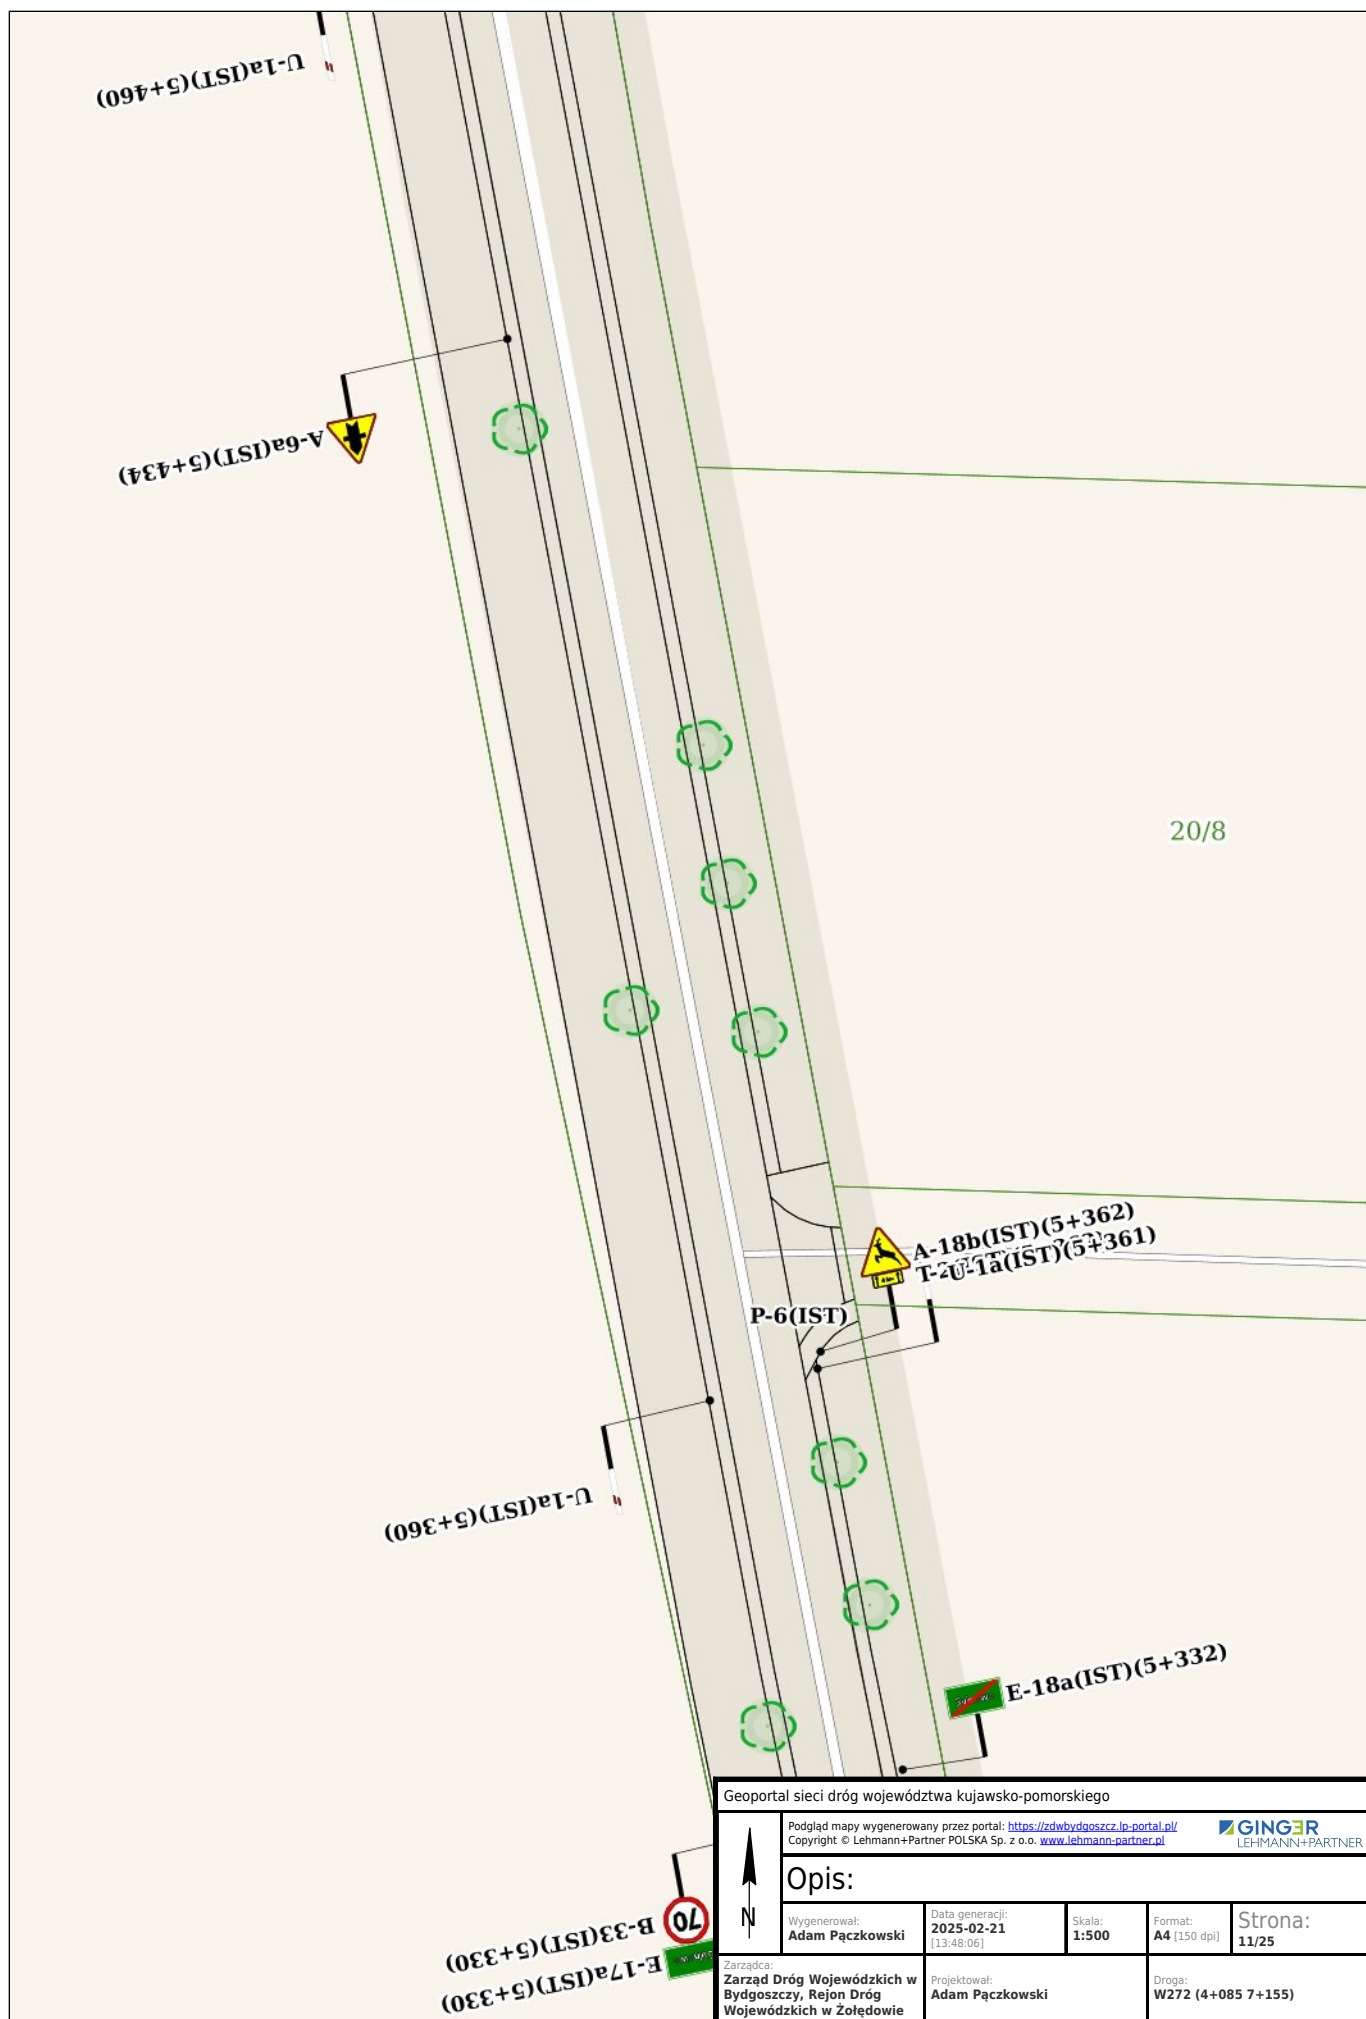 U-1a(IST)(5+460)
A-6a(IST)(5+434)
20/8
A-18b(IST)(5+362)
U-1a(IST)(5+361)
P-6(IST)
U-1a(IST)(5+360)
E-18a(IST)(5+332)
70
B-33(IST)(5+330)
E-17a(IST)(5+330)
Geoportal sieci dróg województwa kujawsko-pomorskiego
Podgląd mapy wygenerowany przez portal: https://zdwbydgoszcz.lp-portal.pl/
Copyright © Lehmann+Partner POLSKA Sp. z o.o. www.lehmann-partner.pl
GINGER
LEHMANN+PARTNER
Opis:
N
Wygenerował:
Adam Pączkowski
Data generacji:
2025-02-21
[13:48:06]
Skala:
1:500
Format:
A4 [150 dpi]
Strona:
11/25
Zarządca:
Zarząd Dróg Wojewódzkich w
Bydgoszczy, Rejon Dróg
Wojewódzkich w Żołędowie
Projektował:
Adam Pączkowski
Droga:
W272 (4+085 7+155)